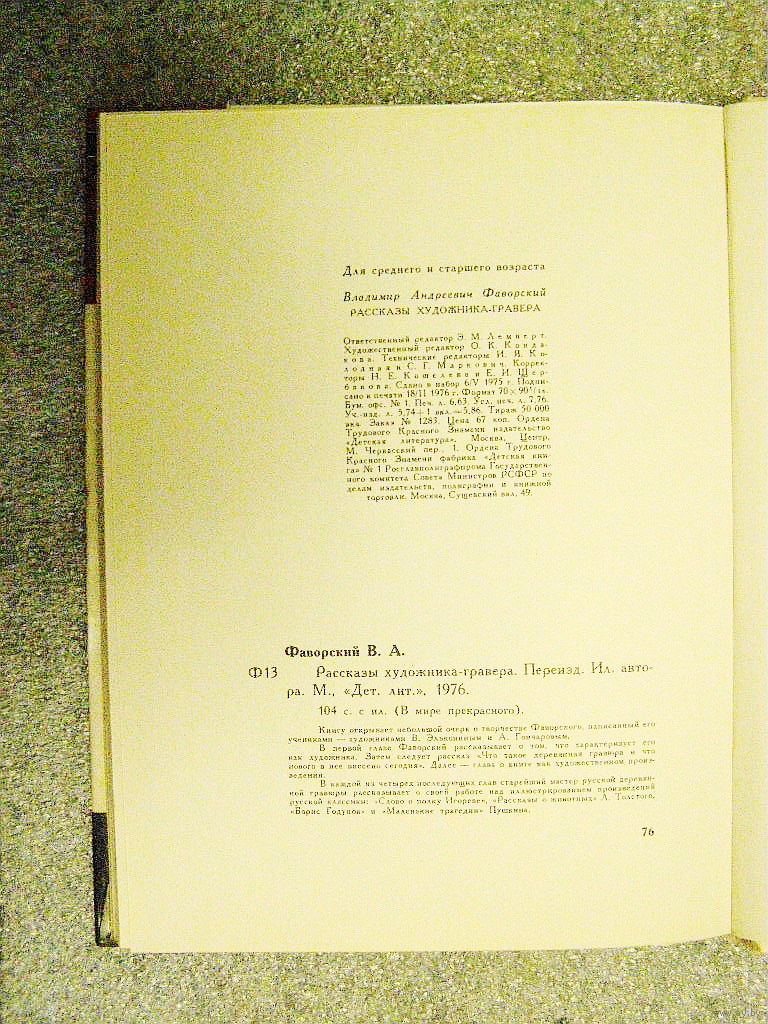 Для среднего и старшего возраста
Владимир Андреевич Фаворский
РАССКАЗЫ ХУДОЖНИКА-ГРАВЕРА
Ответственный редактор Э. М. Лемперт.
Художественный редактор О. К. Конда-
кова. Технические редакторы И. Я. Ко-
лодная и С. Г. Маркович. Коррек-
торы Н. Е. Кошелева и Е. И. Щер-
бакова. Сдано в набор 6/V 1975 г. Подпи-
сано к печати 18/II 1976 г. Формат 70×90¹/₁₆.
Бум. офс. № 1. Печ. л. 6,63. Усл. печ. л. 7,76.
Уч.-изд. л. 5,74+1 вкл.=5,86. Тираж 50 000
экз. Заказ № 1283. Цена 67 коп. Ордена
Трудового Красного Знамени издательство
«Детская литература». Москва, Центр,
М. Черкасский пер., 1. Ордена Трудового
Красного Знамени фабрика «Детская кни-
га» № 1 Росглавполиграфпрома Государствен-
ного комитета Совета Министров РСФСР по
делам издательств, полиграфии и книжной
торговли. Москва, Сущевский вал, 49.
Фаворский В. А.
Ф13 Рассказы художника-гравера. Переизд. Ил. авто-
ра. М., «Дет. лит.», 1976.
104 с. с ил. (В мире прекрасного).
Книгу открывает небольшой очерк о творчестве Фаворского, написанный его
учениками — художниками В. Элькониным и А. Гончаровым.
В первой главе Фаворский рассказывает о том, что характеризует его
как художника. Затем следует рассказ «Что такое деревянная гравюра и что
нового в нее внесено сегодня». Далее — глава о книге как художественном произ-
ведении.
В каждой из четырех последующих глав старейший мастер русской деревян-
ной гравюры рассказывает о своей работе над иллюстрированием произведений
русской классики: «Слово о полку Игореве», «Рассказы о животных» Л. Толстого,
«Борис Годунов» и «Маленькие трагедии» Пушкина.
76